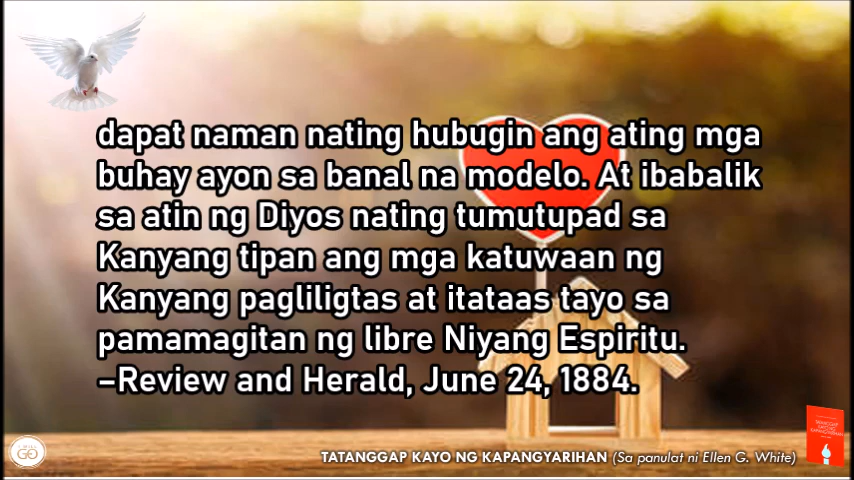 dapat naman nating hubugin ang ating mga
buhay ayon sa banal na modelo. At ibabalik
sa atin ng Diyos nating tumutupad sa
Kanyang tipan ang mga katuwaan ng
Kanyang pagliligtas at itataas tayo sa
pamamagitan ng libre Niyang Espiritu.
–Review and Herald, June 24, 1884.
TATANGGAP KAYO NG KAPANGYARIHAN (Sa panulat ni Ellen G. White)
I WILL
GO